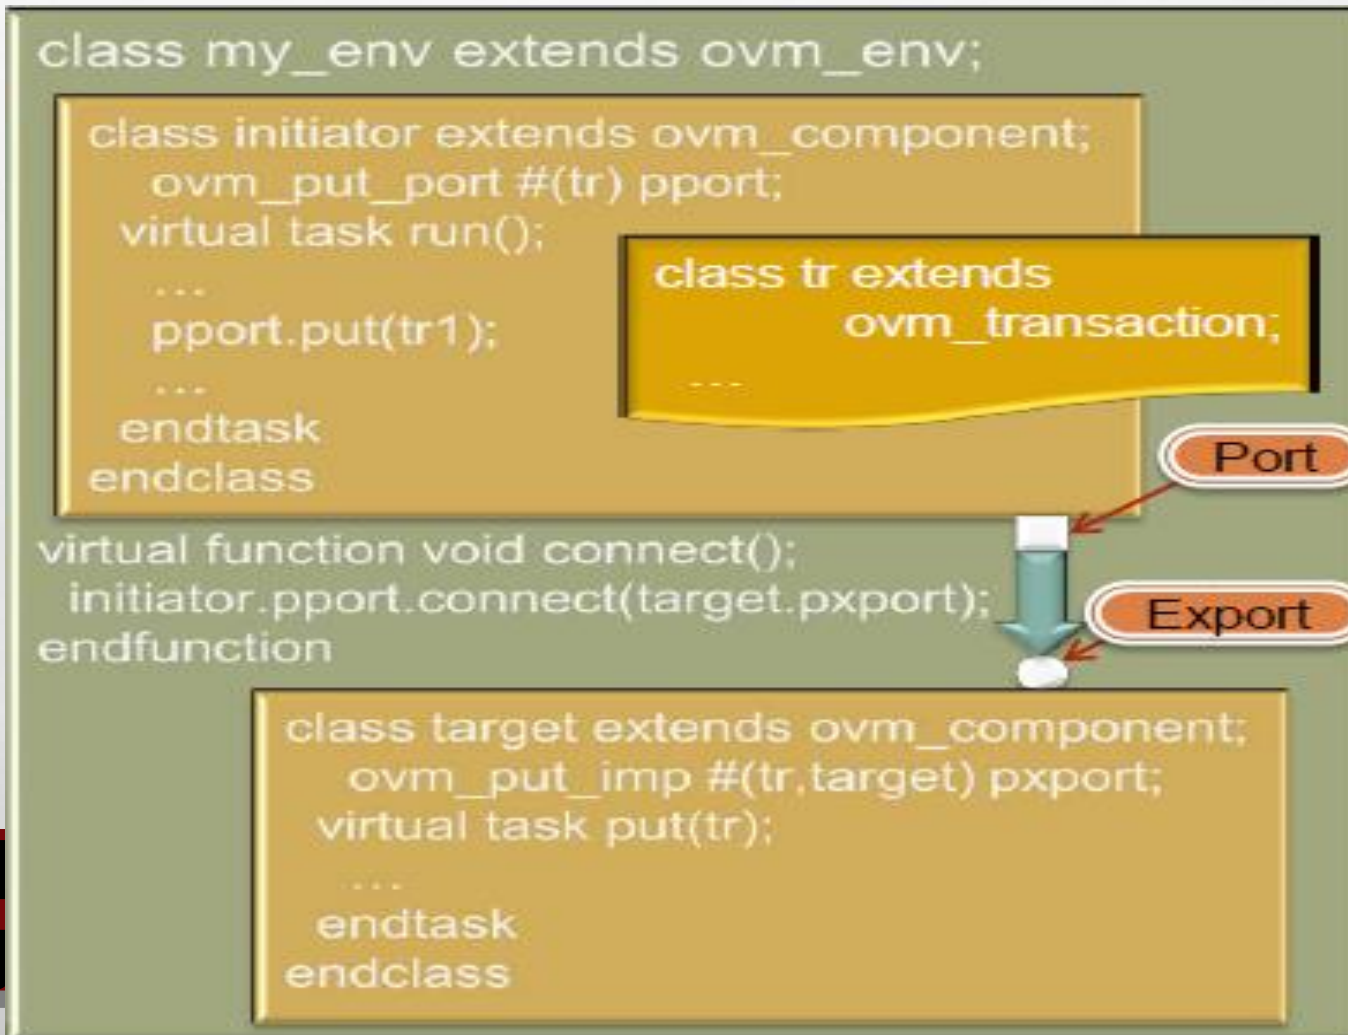 class my_env extends ovm_env;
class initiator extends ovm_component;
ovm_put_port #(tr) pport;
virtual task run();
...
pport.put(tr1);
...
endtask
endclass
class tr extends
ovm_transaction;
...
Port
virtual function void connect();
initiator.pport.connect(target.pxport);
endfunction
Export
class target extends ovm_component;
ovm_put_imp #(tr,target) pxport;
virtual task put(tr);
...
endtask
endclass